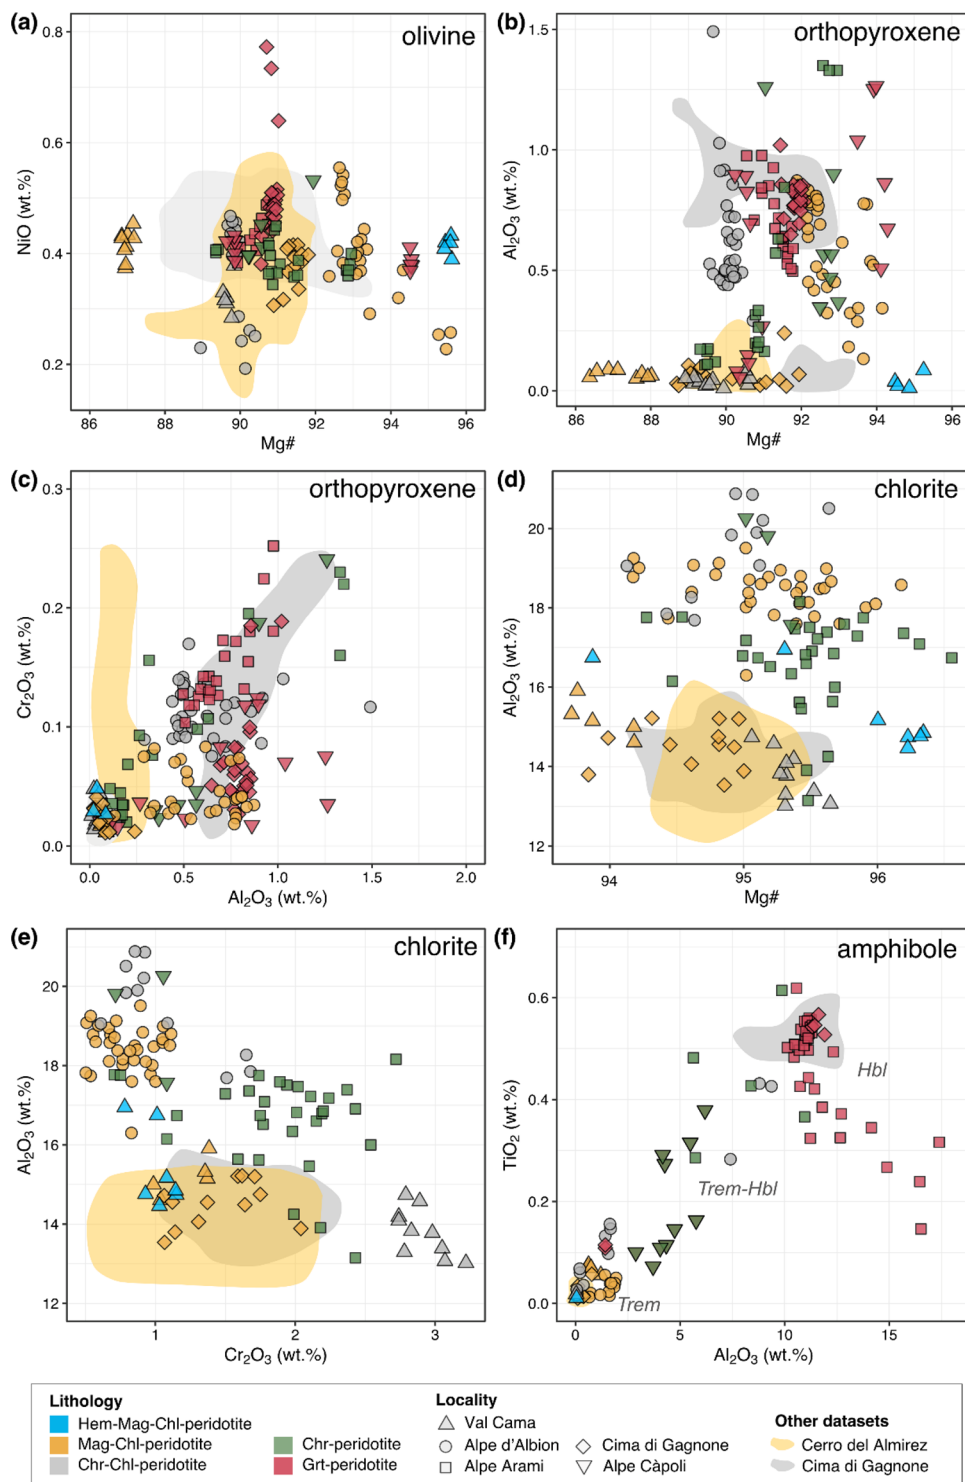 (a)
olivine
0.8
0.6
0.4
0.2
NiO (wt.%)
86
88
90
92
94
96
Mg#
(b)
orthopyroxene
1.5
1.0
0.5
0.0
Al₂O₃ (wt.%)
86
88
90
92
94
96
Mg#
(c)
orthopyroxene
0.3
0.2
0.1
0.0
Cr₂O₃ (wt.%)
0.0
0.5
1.0
1.5
2.0
Al₂O₃ (wt.%)
(d)
chlorite
20
18
16
14
12
Al₂O₃ (wt.%)
94
95
96
Mg#
(e)
chlorite
20
18
16
14
12
Al₂O₃ (wt.%)
1
2
3
Cr₂O₃ (wt.%)
(f)
amphibole
0.6
0.4
0.2
0.0
TiO₂ (wt.%)
Hbl
Trem-Hbl
Trem
0
5
10
15
Al₂O₃ (wt.%)
Lithology
Hem-Mag-Chl-peridotite
Mag-Chl-peridotite
Chr-Chl-peridotite
Chr-peridotite
Grt-peridotite
Locality
Val Cama
Alpe d'Albion
Alpe Arami
Cima di Gagnone
Alpe Càpoli
Other datasets
Cerro del Almirez
Cima di Gagnone